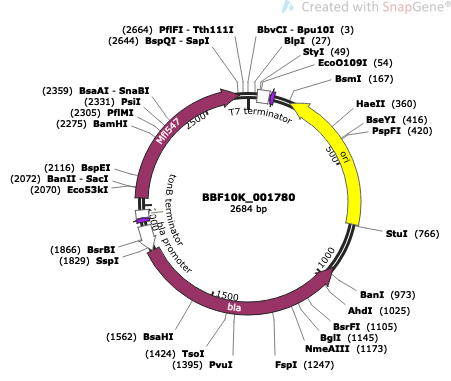 Created with SnapGene®
(2664) PflFI - Tth111I
(2644) BspQI - SapI
BbvCI - Bpu10I (3)
BlpI (27)
StyI (49)
EcoO109I (54)
BsmI (167)
HaeII (360)
BseYI (416)
PspFI (420)
StuI (766)
BanI (973)
AhdI (1025)
BsrFI (1105)
BglI (1145)
NmeAIII (1173)
FspI (1247)
PvuI
(1395)
TsoI
(1424)
BsaHI
(1562)
(1829) SspI
(1866) BsrBI
(2070) Eco53kI
(2072) BanII - SacI
(2116) BspEI
(2275) BamHI
(2305) PflMI
(2331) PsiI
(2359) BsaAI - SnaBI
T7 terminator
ori
500
1000
1500
bla
bla promoter
tonB terminator
2500
BBF10K_001780
2684 bp